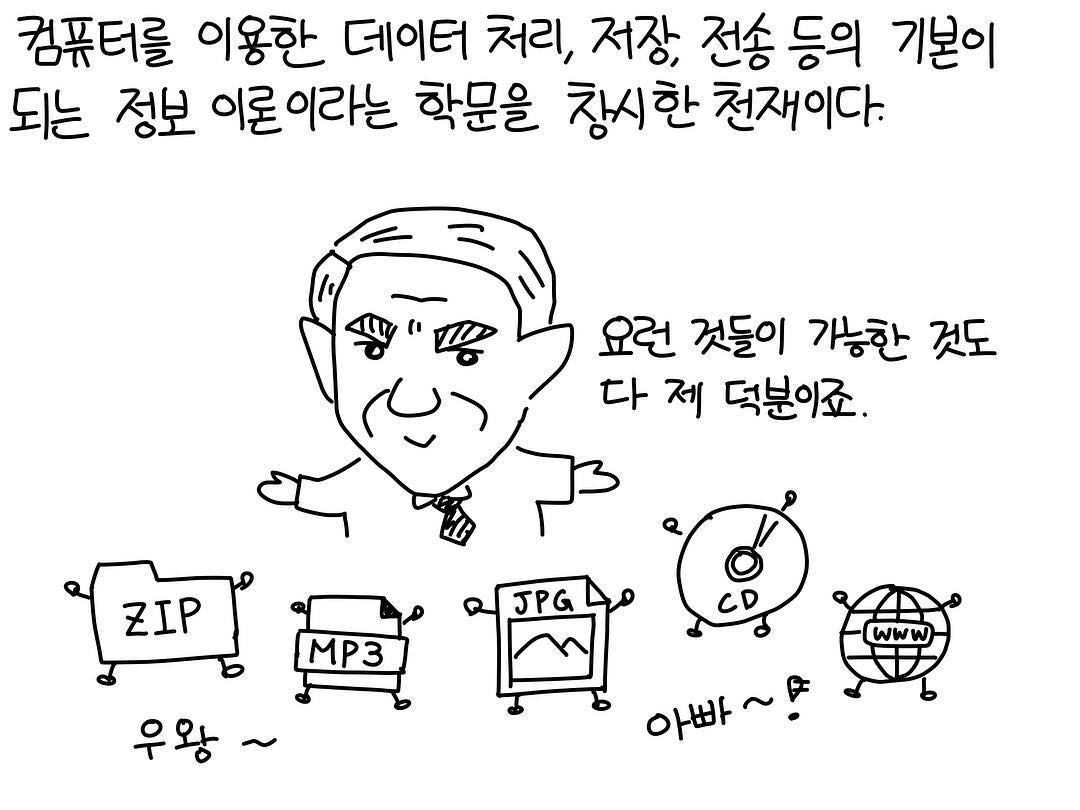 컴퓨터를 이용한 데이터 처리, 저장, 전송 등의 기본이
되는 정보 이론이라는 학문을 창시한 천재이다.
요런 것들이 가능한 것도
다 제 덕분이죠.
ZIP
MP3
JPG
CD
WWW
우왕~
아빠~!